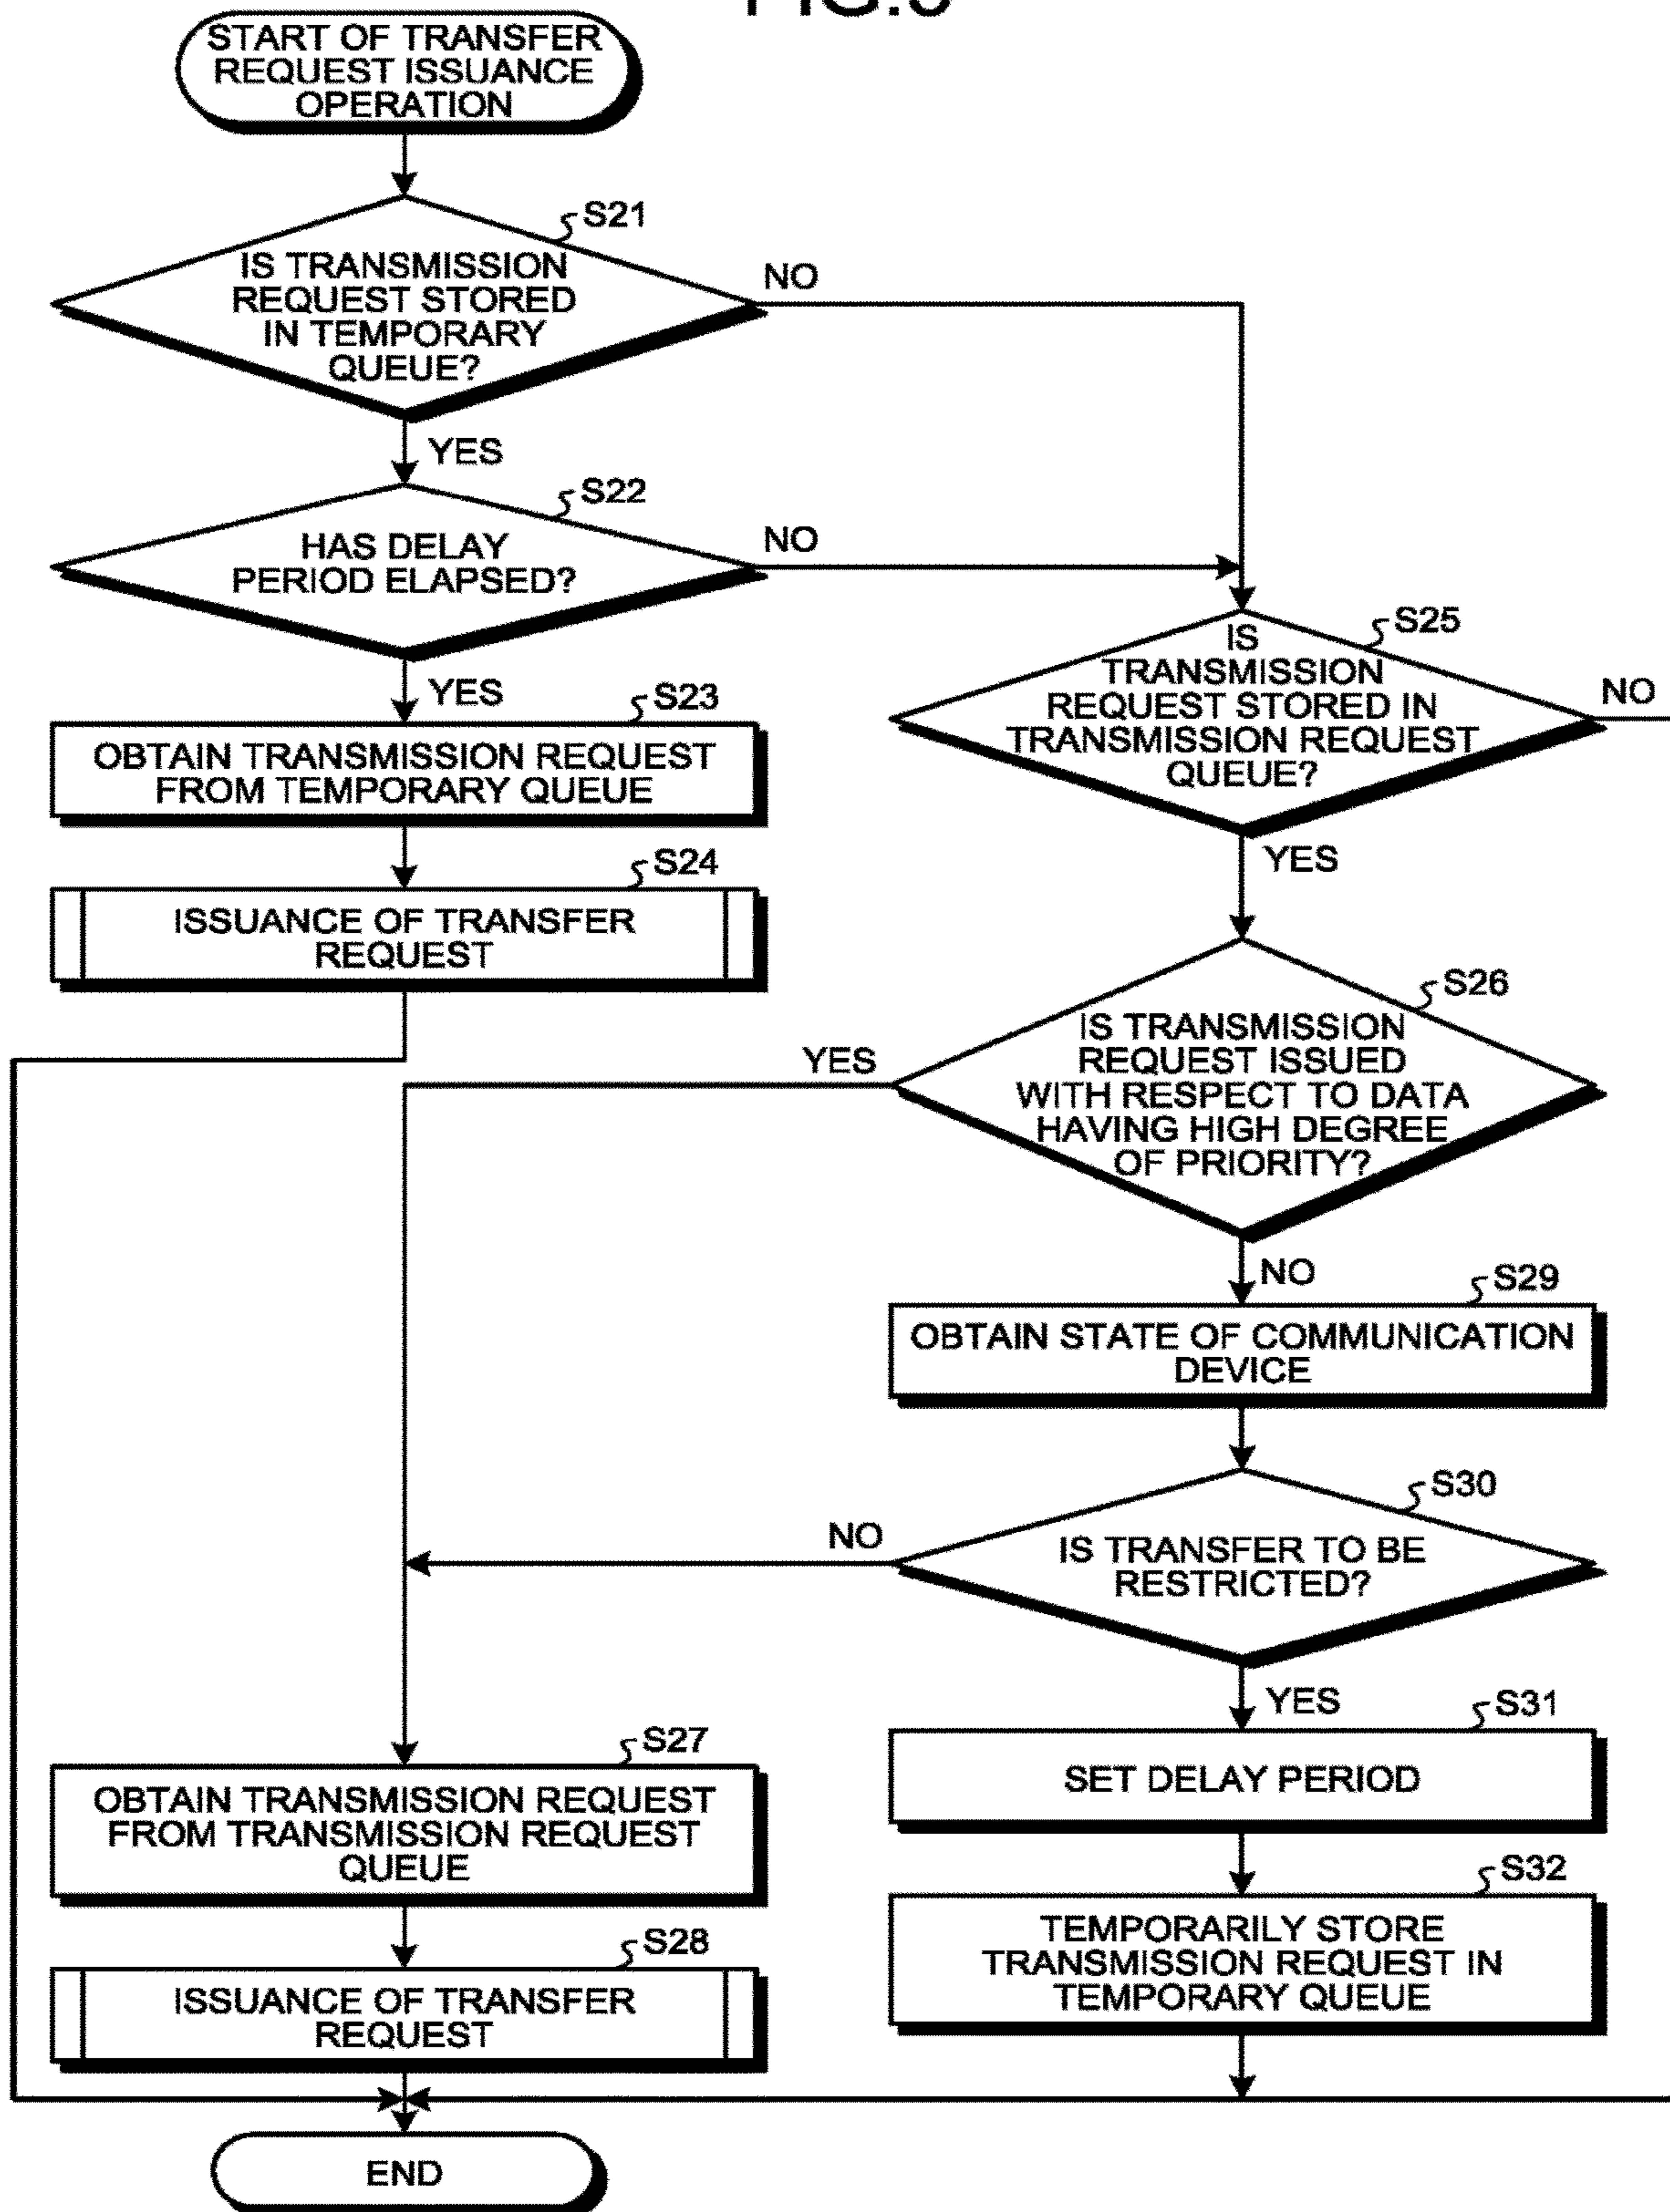 FIG.
START OF TRANSFER
REQUEST ISSUANCE
OPERATION
S21
IS TRANSMISSION
REQUEST STORED
IN TEMPORARY
QUEUE?
NO
YES
S22
HAS DELAY
PERIOD ELAPSED?
NO
YES
S23
OBTAIN TRANSMISSION REQUEST
FROM TEMPORARY QUEUE
S24
ISSUANCE OF TRANSFER
REQUEST
S25
IS
TRANSMISSION
REQUEST STORED IN
TRANSMISSION REQUEST
QUEUE?
NO
YES
S26
IS TRANSMISSION
REQUEST ISSUED
WITH RESPECT TO DATA
HAVING HIGH DEGREE
OF PRIORITY?
YES
NO
S29
OBTAIN STATE OF COMMUNICATION
DEVICE
S30
IS TRANSFER TO BE
RESTRICTED?
NO
YES
S31
SET DELAY PERIOD
S32
TEMPORARILY STORE
TRANSMISSION REQUEST IN
TEMPORARY QUEUE
S27
OBTAIN TRANSMISSION REQUEST
FROM TRANSMISSION REQUEST
QUEUE
S28
ISSUANCE OF TRANSFER
REQUEST
END